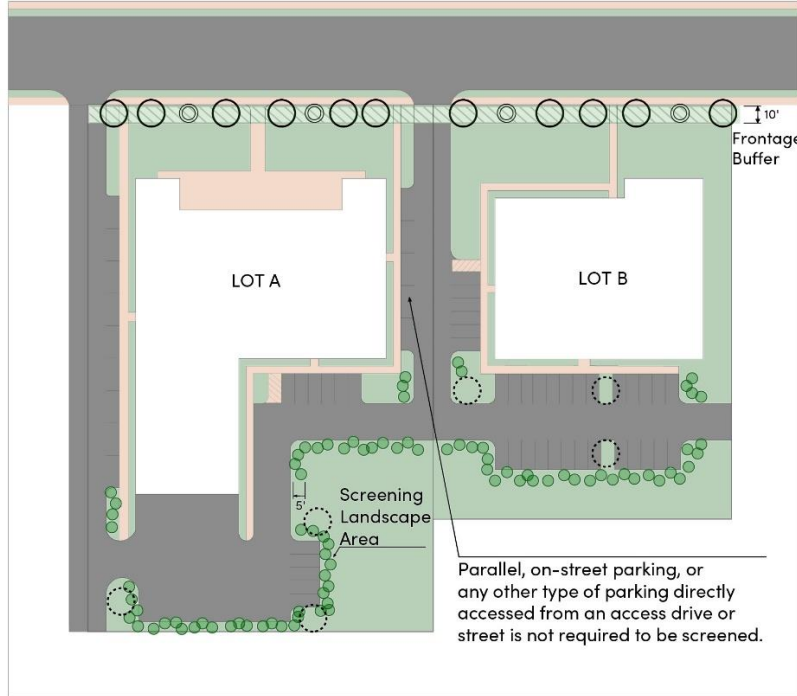 10'
Frontage
Buffer
LOT A
LOT B
5'
Screening
Landscape
Area
Parallel, on-street parking, or
any other type of parking directly
accessed from an access drive or
street is not required to be screened.